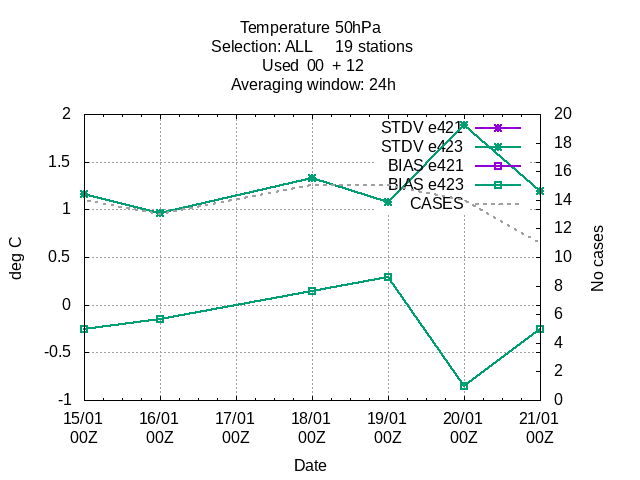 Temperature 50hPa
Selection: ALL 19 stations
Used 00 + 12
Averaging window: 24h
2
1.5
1
0.5
0
-0.5
-1
deg C
20
18
16
14
12
10
8
6
4
2
0
No cases
STDV e421
STDV e423
BIAS e421
BIAS e423
CASES
15/01 16/01 17/01 18/01 19/01 20/01 21/01
00Z 00Z 00Z 00Z 00Z 00Z 00Z
Date